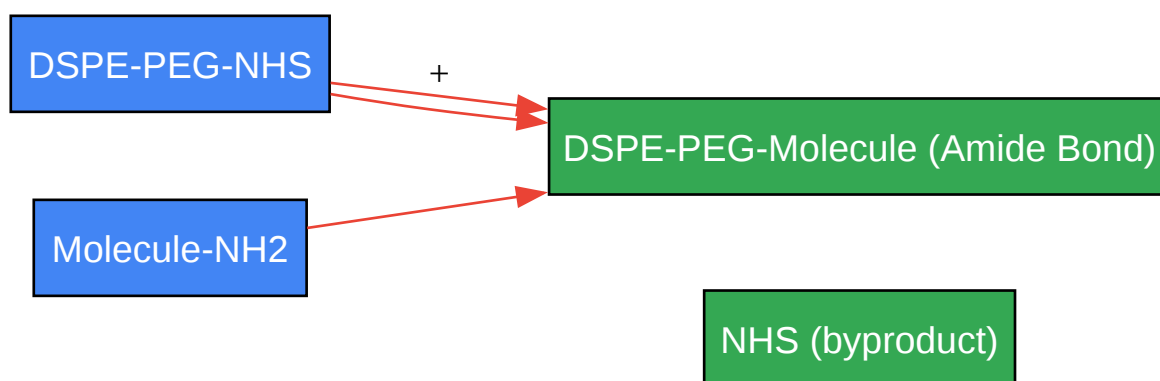 DSPE-PEG-NHS
+
DSPE-PEG-Molecule (Amide Bond)
Molecule-NH2
NHS (byproduct)